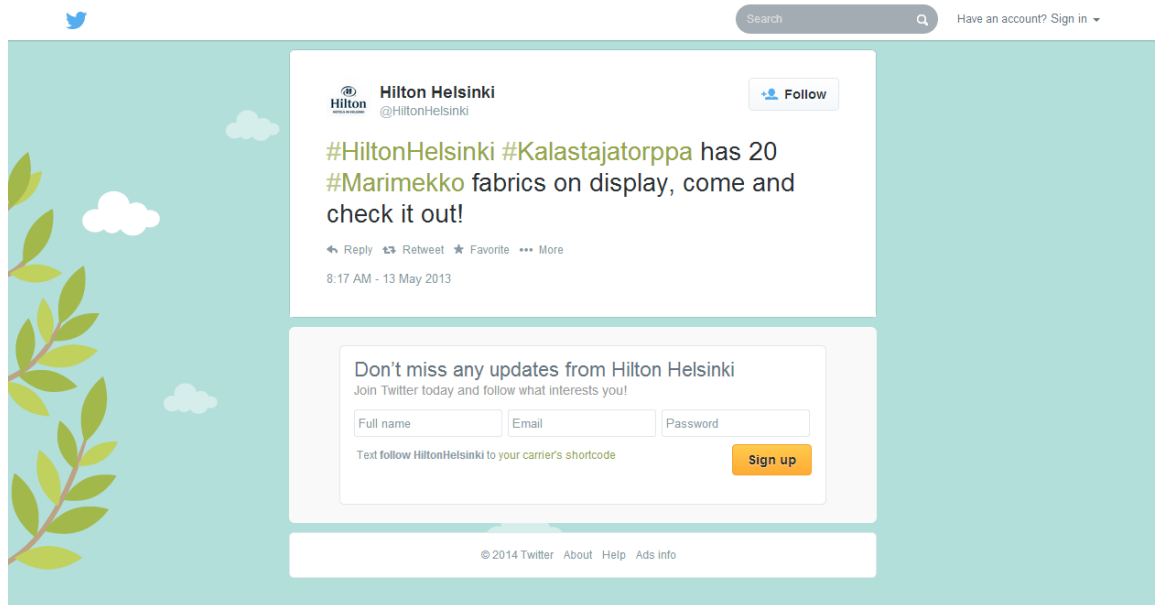 Search
Have an account? Sign in
Hilton
Hilton Helsinki
@HiltonHelsinki
Follow
#HiltonHelsinki #Kalastajatorppa has 20
#Marimekko fabrics on display, come and
check it out!
Reply Retweet Favorite More
8:17 AM - 13 May 2013
Don't miss any updates from Hilton Helsinki
Join Twitter today and follow what interests you!
Full name Email Password
Text follow HiltonHelsinki to your carrier's shortcode
Sign up
© 2014 Twitter About Help Ads info